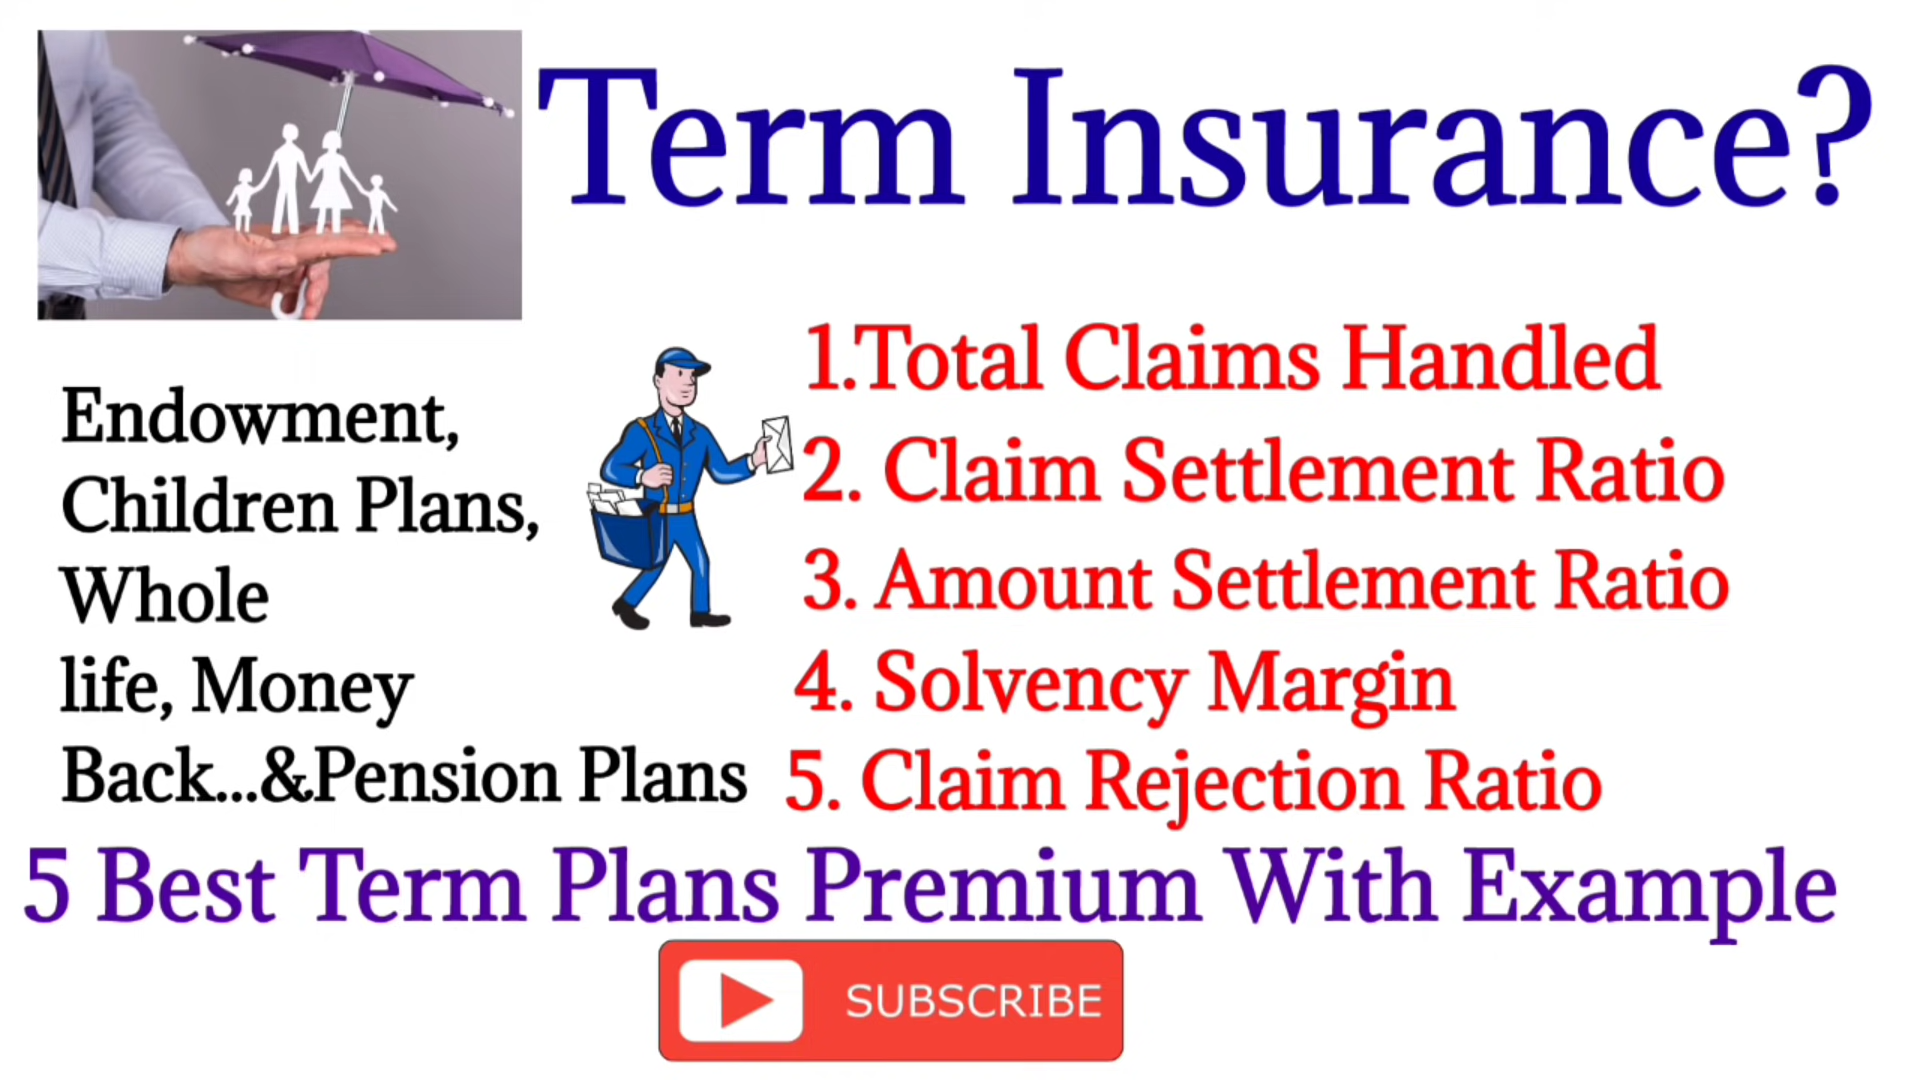 Term Insurance?
Endowment,
Children Plans,
Whole
life, Money
Back...&Pension Plans
1.Total Claims Handled
2. Claim Settlement Ratio
3. Amount Settlement Ratio
4. Solvency Margin
5. Claim Rejection Ratio
5 Best Term Plans Premium With Example
SUBSCRIBE